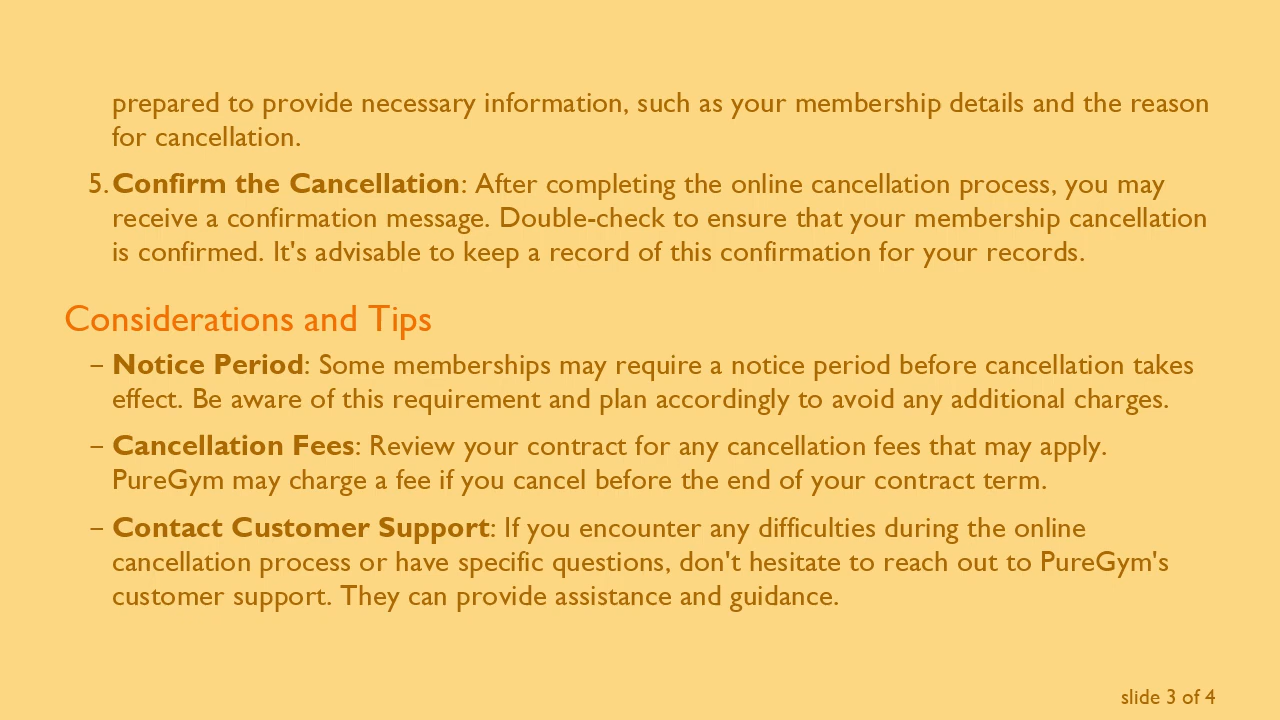 prepared to provide necessary information, such as your membership details and the reason
for cancellation.
5. Confirm the Cancellation: After completing the online cancellation process, you may
receive a confirmation message. Double-check to ensure that your membership cancellation
is confirmed. It's advisable to keep a record of this confirmation for your records.
Considerations and Tips
– Notice Period: Some memberships may require a notice period before cancellation takes
effect. Be aware of this requirement and plan accordingly to avoid any additional charges.
– Cancellation Fees: Review your contract for any cancellation fees that may apply.
PureGym may charge a fee if you cancel before the end of your contract term.
– Contact Customer Support: If you encounter any difficulties during the online
cancellation process or have specific questions, don't hesitate to reach out to PureGym's
customer support. They can provide assistance and guidance.
slide 3 of 4